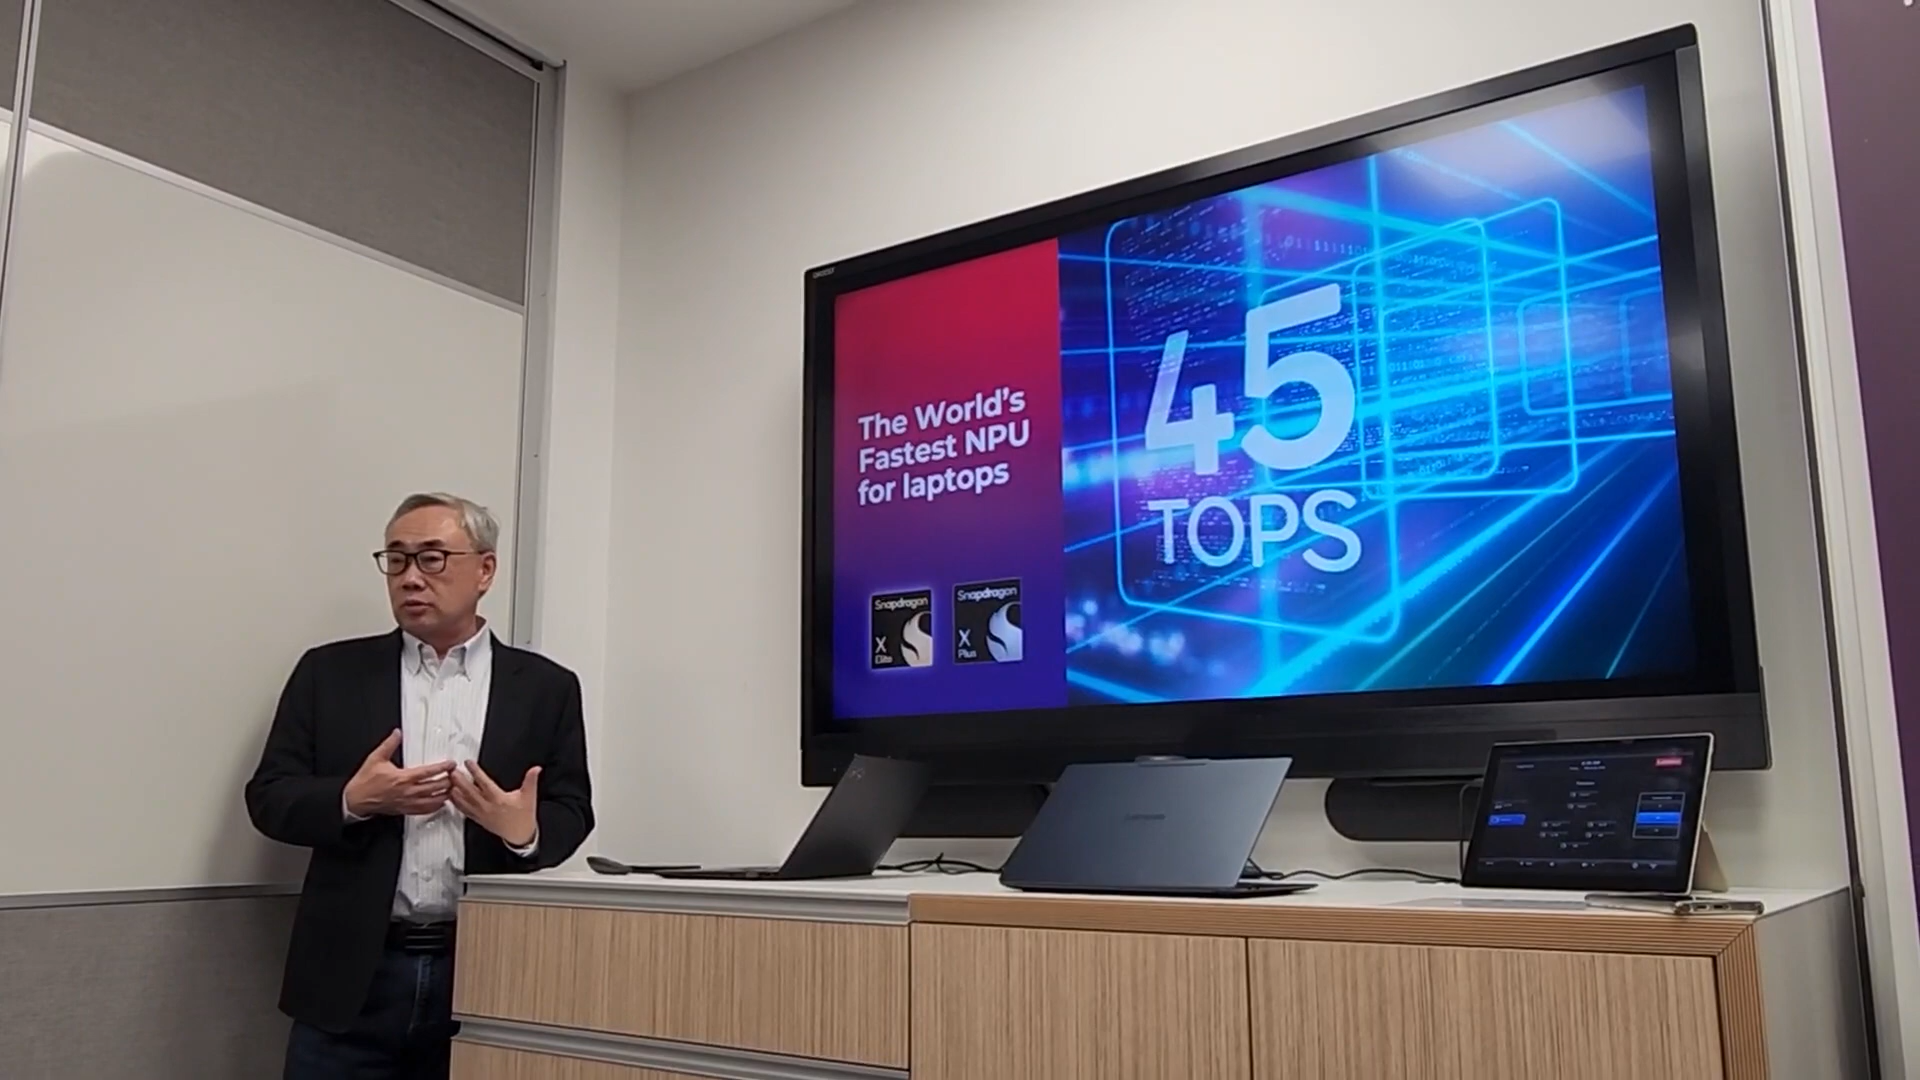 The World's
Fastest NPU
for laptops
45
TOPS
Snapdragon
X
Elite
Snapdragon
X
Plus